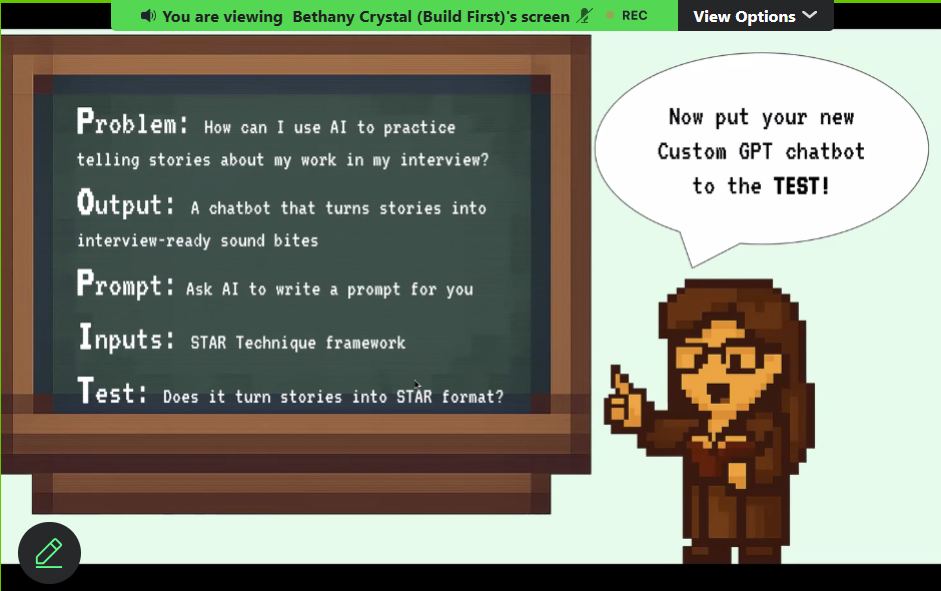 You are viewing Bethany Crystal (Build First)'s screen REC View Options
Problem: How can I use AI to practice
telling stories about my work in my interview?
Output: A chatbot that turns stories into
interview-ready sound bites
Prompt: Ask AI to write a prompt for you
Inputs: STAR Technique framework
Test: Does it turn stories into STAR format?
Now put your new
Custom GPT chatbot
to the TEST!